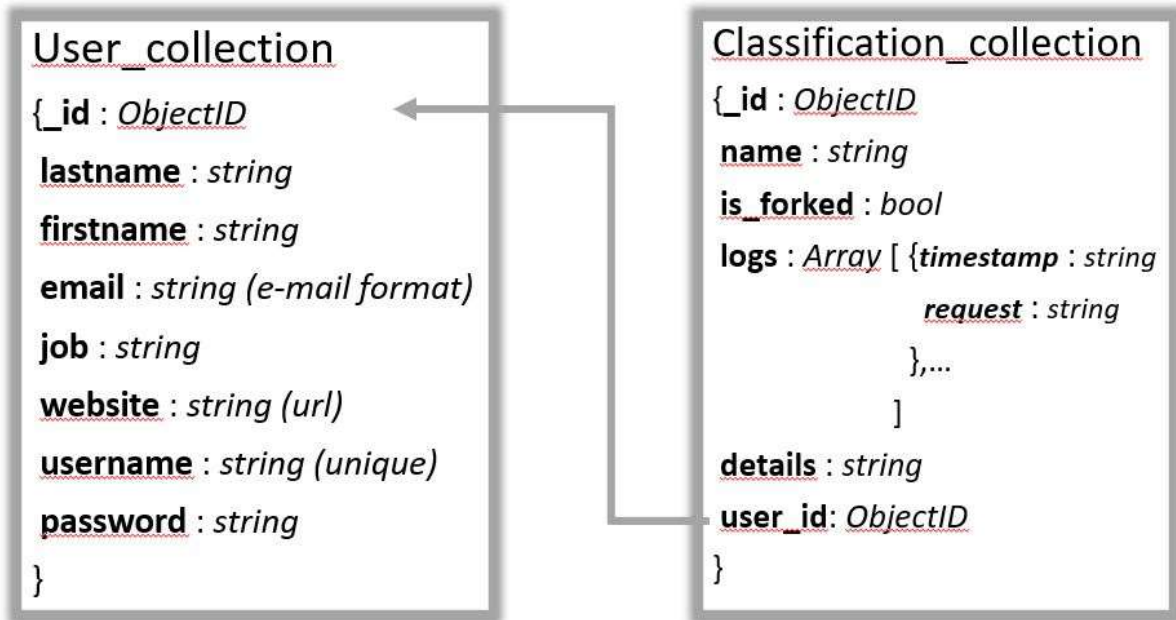 User_collection
{_id : ObjectID
lastname : string
firstname : string
email : string (e-mail format)
job : string
website : string (url)
username : string (unique)
password : string
}
Classification_collection
{_id : ObjectID
name : string
is_forked : bool
logs : Array [ {timestamp : string
request : string
},...
]
details : string
user_id: ObjectID
}